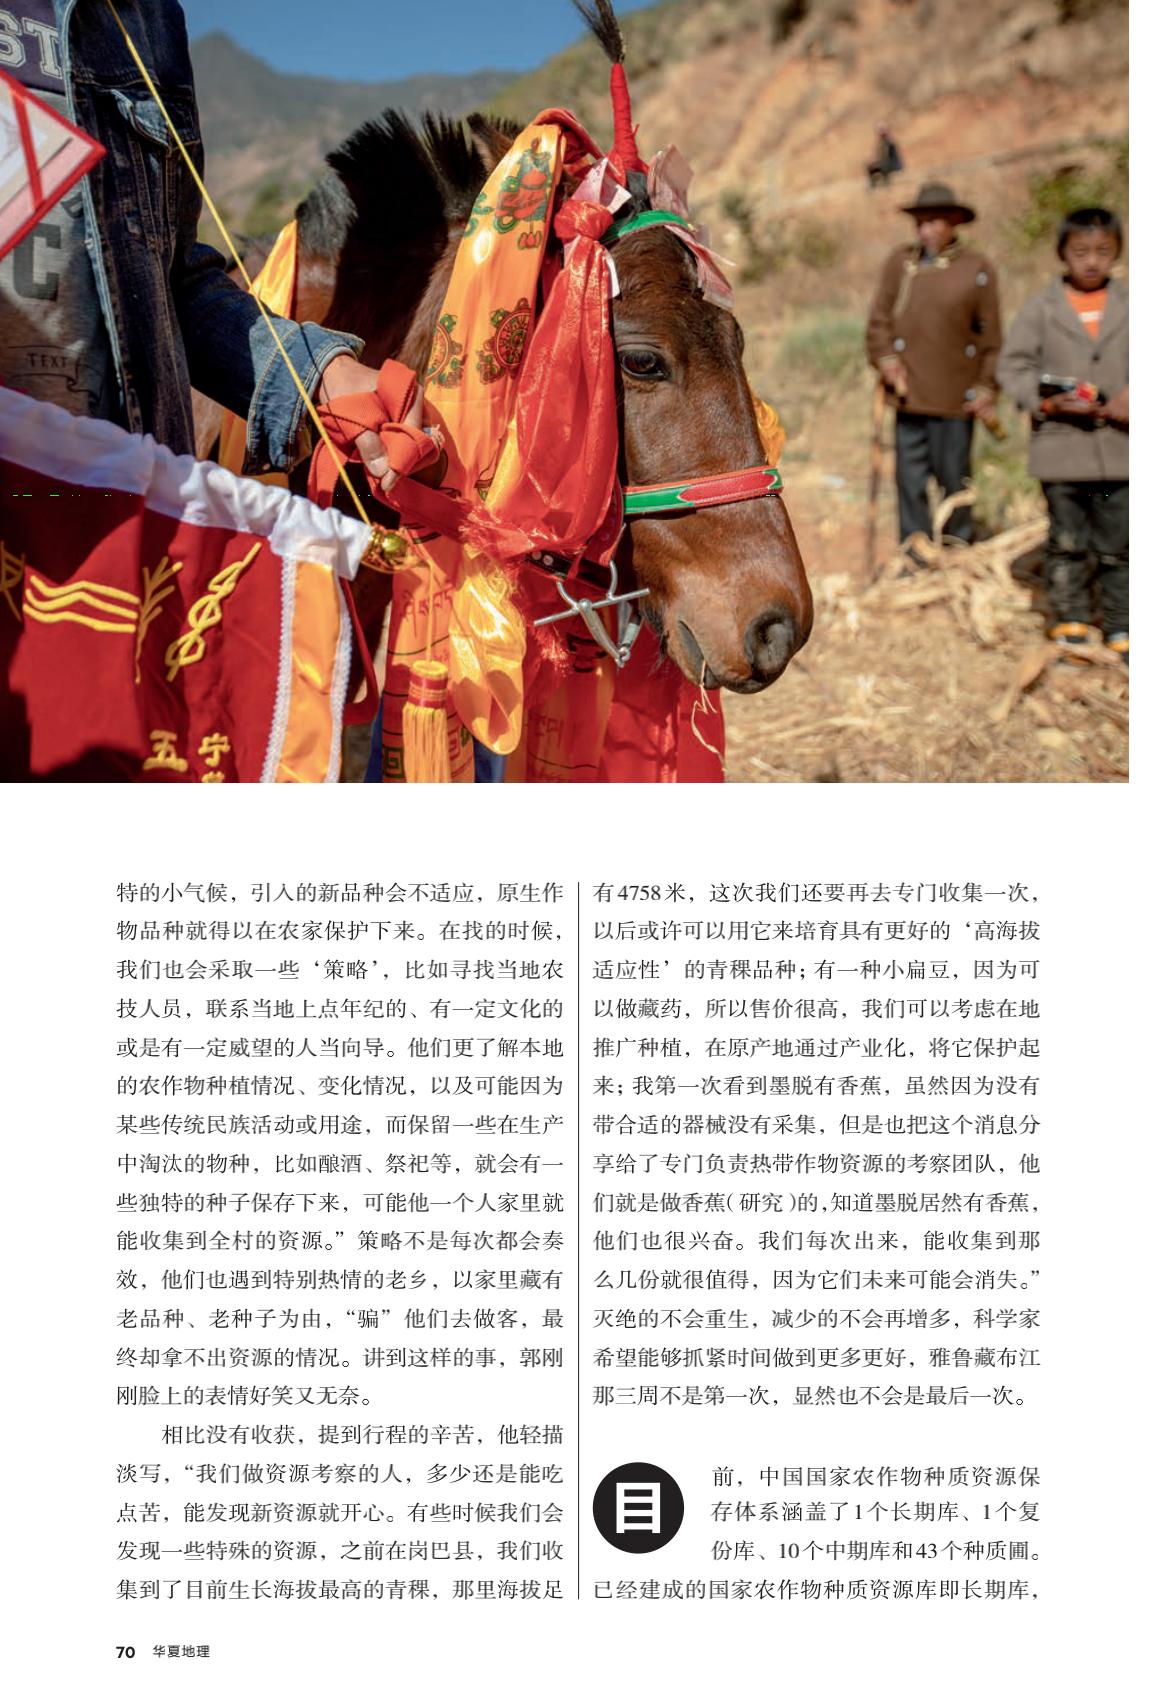 ST
C
TEXT
五 宁
特的小气候，引入的新品种会不适应，原生作
物品种就得以在农家保护下来。在找的时候，
我们也会采取一些‘策略’，比如寻找当地农
技人员，联系当地上点年纪的、有一定文化的
或是有一定威望的人当向导。他们更了解本地
的农作物种植情况、变化情况，以及可能因为
某些传统民族活动或用途，而保留一些在生产
中淘汰的物种，比如酿酒、祭祀等，就会有一
些独特的种子保存下来，可能他一个人家里就
能收集到全村的资源。”策略不是每次都会奏
效，他们也遇到特别热情的老乡，以家里藏有
老品种、老种子为由，“骗”他们去做客，最
终却拿不出资源的情况。讲到这样的事，郭刚
刚脸上的表情好笑又无奈。
相比没有收获，提到行程的辛苦，他轻描
淡写，“我们做资源考察的人，多少还是能吃
点苦，能发现新资源就开心。有些时候我们会
发现一些特殊的资源，之前在岗巴县，我们收
集到了目前生长海拔最高的青稞，那里海拔足
有4758米，这次我们还要再去专门收集一次，
以后或许可以用它来培育具有更好的‘高海拔
适应性’的青稞品种；有一种小扁豆，因为可
以做藏药，所以售价很高，我们可以考虑在地
推广种植，在原产地通过产业化，将它保护起
来；我第一次看到墨脱有香蕉，虽然因为没有
带合适的器械没有采集，但是也把这个消息分
享给了专门负责热带作物资源的考察团队，他
们就是做香蕉（研究）的，知道墨脱居然有香蕉，
他们也很兴奋。我们每次出来，能收集到那
么几份就很值得，因为它们未来可能会消失。”
灭绝的不会重生，减少的不会再增多，科学家
希望能够抓紧时间做到更多更好，雅鲁藏布江
那三周不是第一次，显然也不会是最后一次。
目前，中国国家农作物种质资源保
存体系涵盖了1个长期库、1个复
份库、10个中期库和43个种质圃。
已经建成的国家农作物种质资源库即长期库，
70 华夏地理